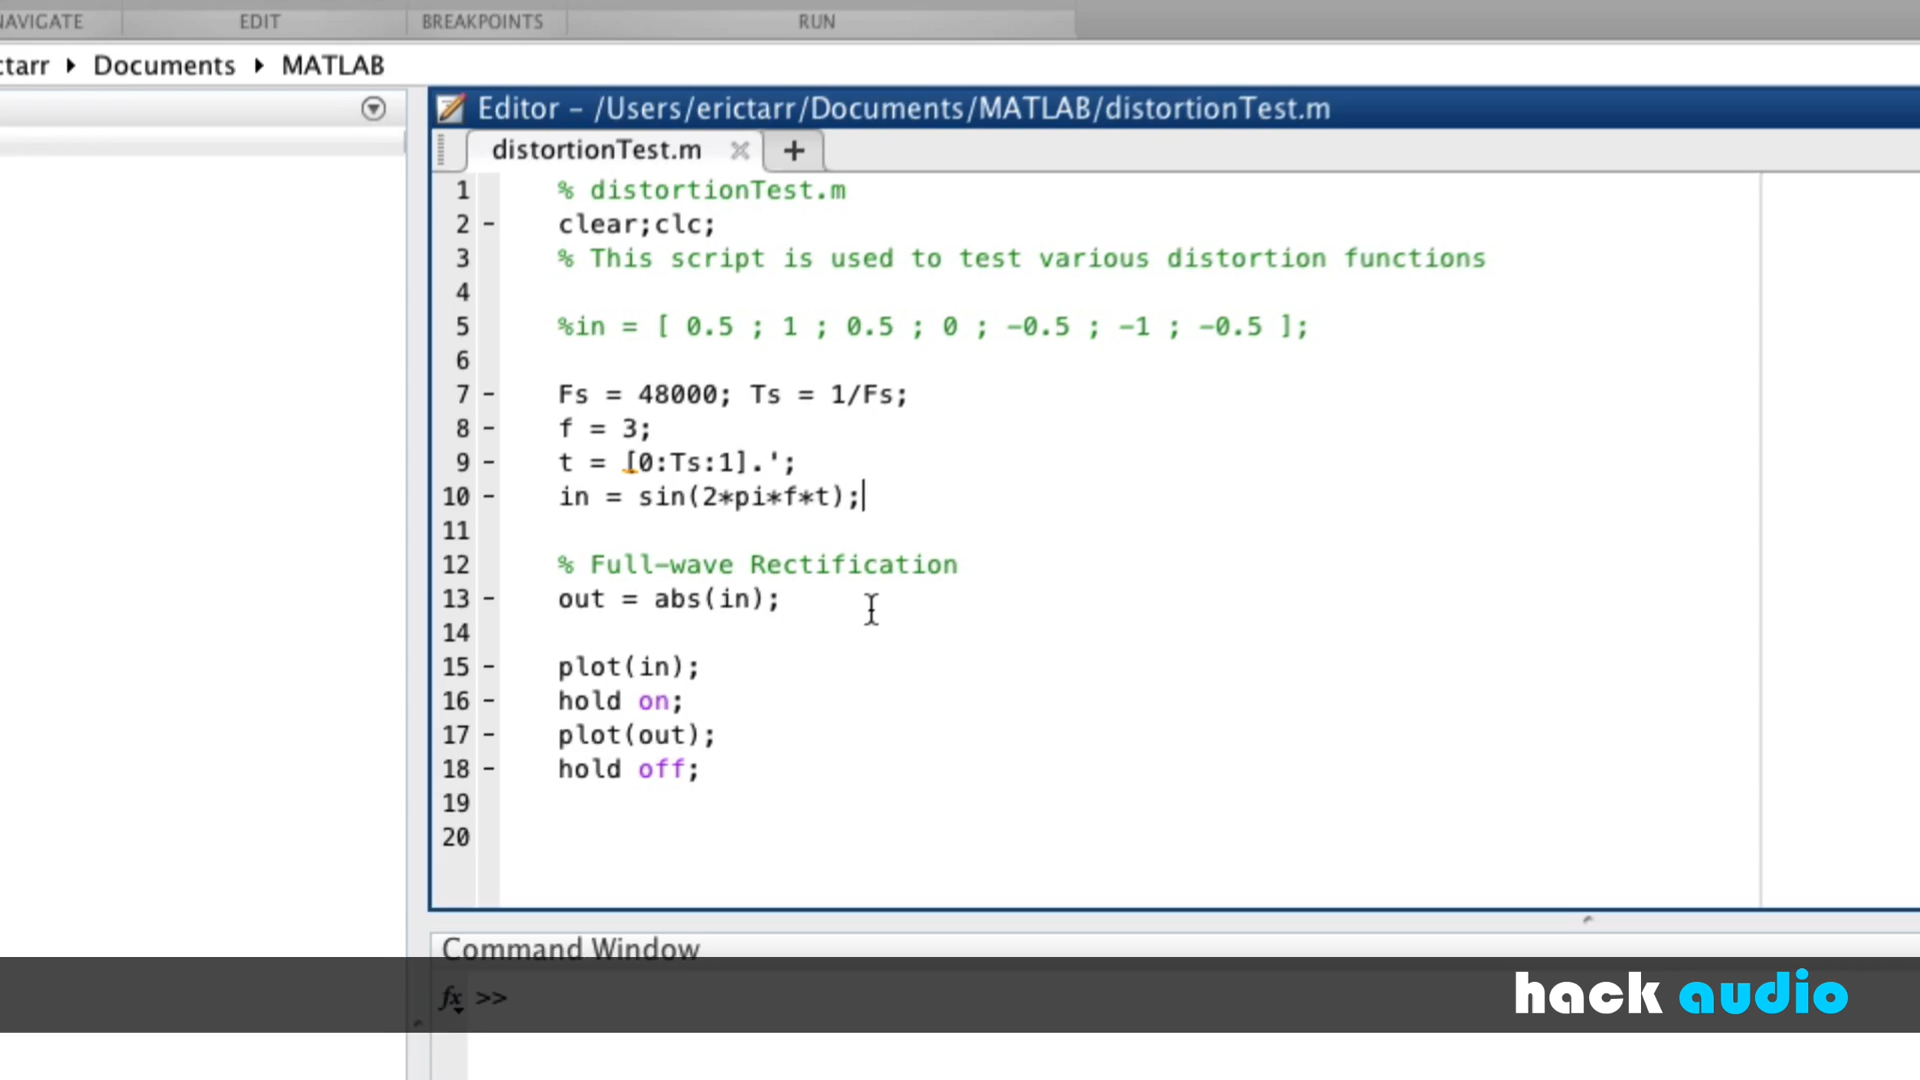 NAVIGATE EDIT BREAKPOINTS RUN
ctarr Documents MATLAB
Editor – /Users/erictarr/Documents/MATLAB/distortionTest.m
distortionTest.m +
1 % distortionTest.m
2 – clear;clc;
3 % This script is used to test various distortion functions
4
5 %in = [ 0.5 ; 1 ; 0.5 ; 0 ; -0.5 ; -1 ; -0.5 ];
6
7 – Fs = 48000; Ts = 1/Fs;
8 – f = 3;
9 – t = [0:Ts:1].';
10 – in = sin(2*pi*f*t);
11
12 % Full-wave Rectification
13 – out = abs(in);
14
15 – plot(in);
16 – hold on;
17 – plot(out);
18 – hold off;
19
20
Command Window
fx >>
hack audio